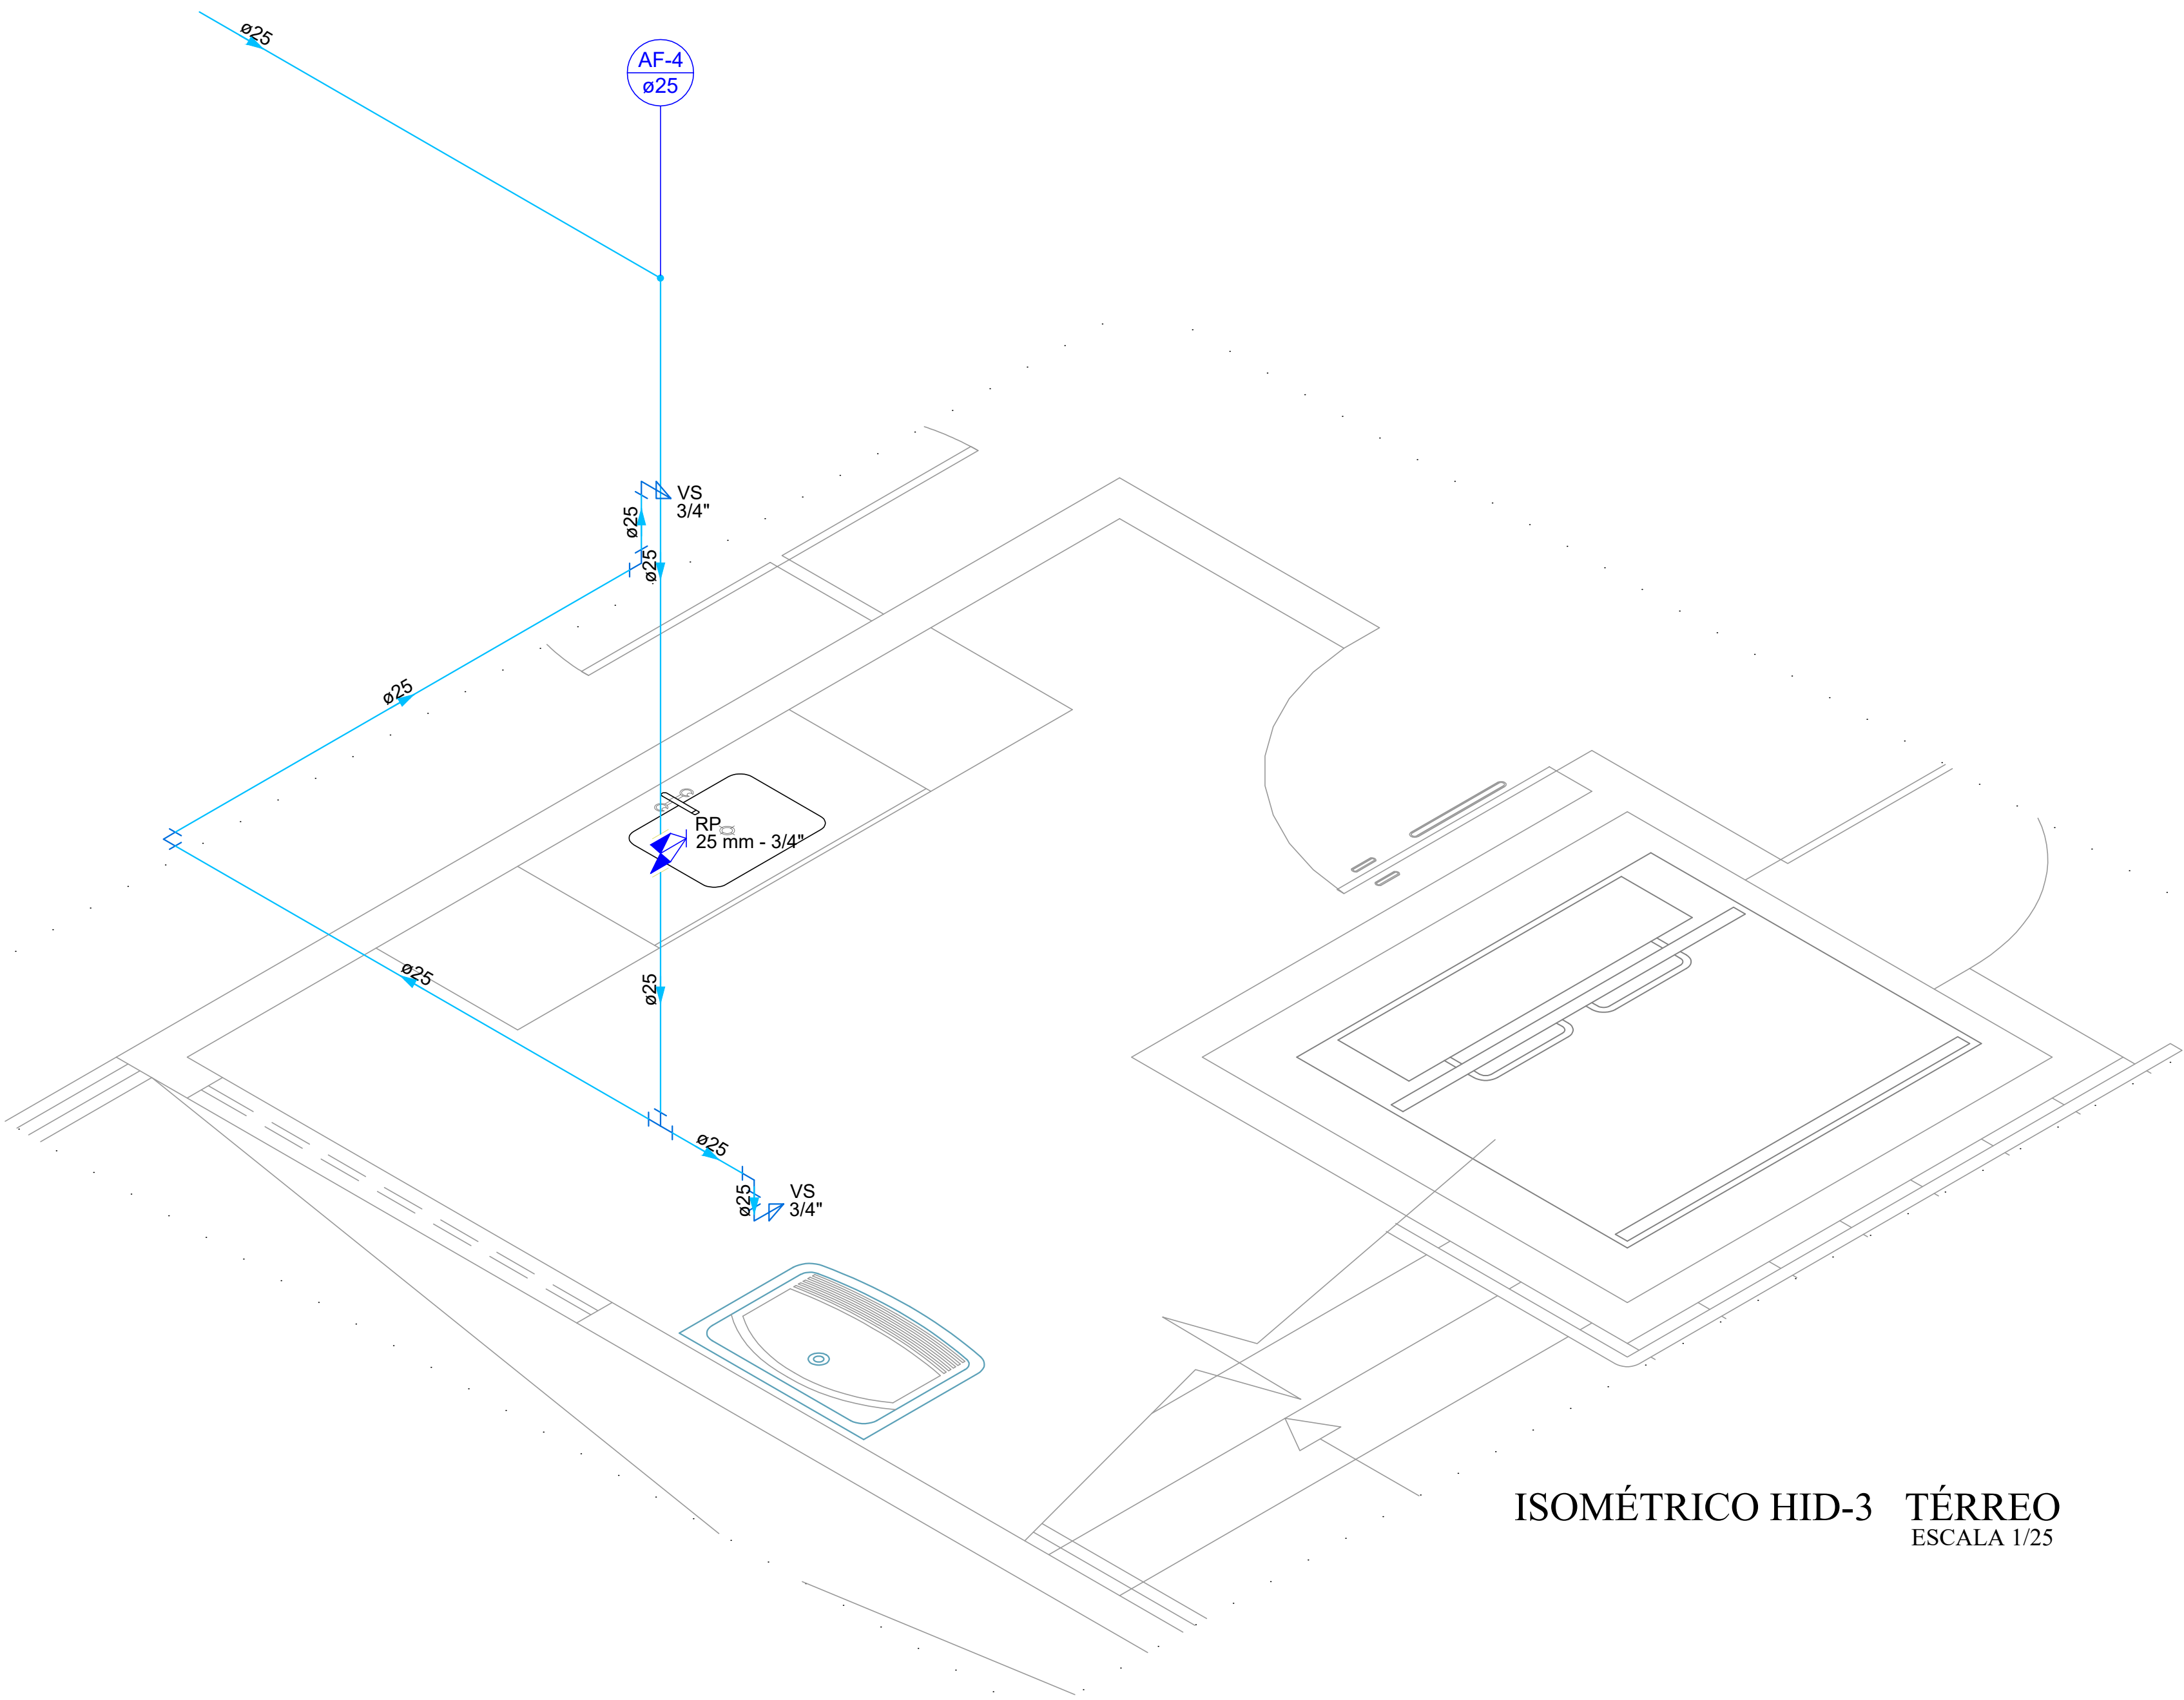 ø25
AF-4
ø25
VS
3/4"
ø25
ø25
ø25
RP
25 mm - 3/4"
ø25
ø25
ø25
VS
3/4"
ø25
ISOMÉTRICO HID-3 TÉRREO
ESCALA 1/25